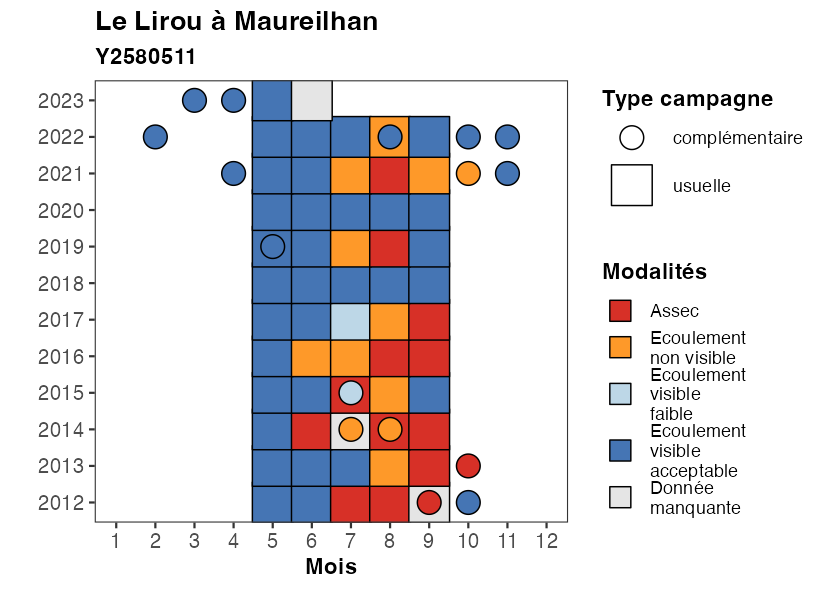 Le Lirou à Maureilhan
Y2580511
2023
2022
2021
2020
2019
2018
2017
2016
2015
2014
2013
2012
1 2 3 4 5 6 7 8 9 10 11 12
Mois
Type campagne
complémentaire
usuelle
Modalités
Assec
Ecoulement
non visible
Ecoulement
visible
faible
Ecoulement
visible
acceptable
Donnée
manquante